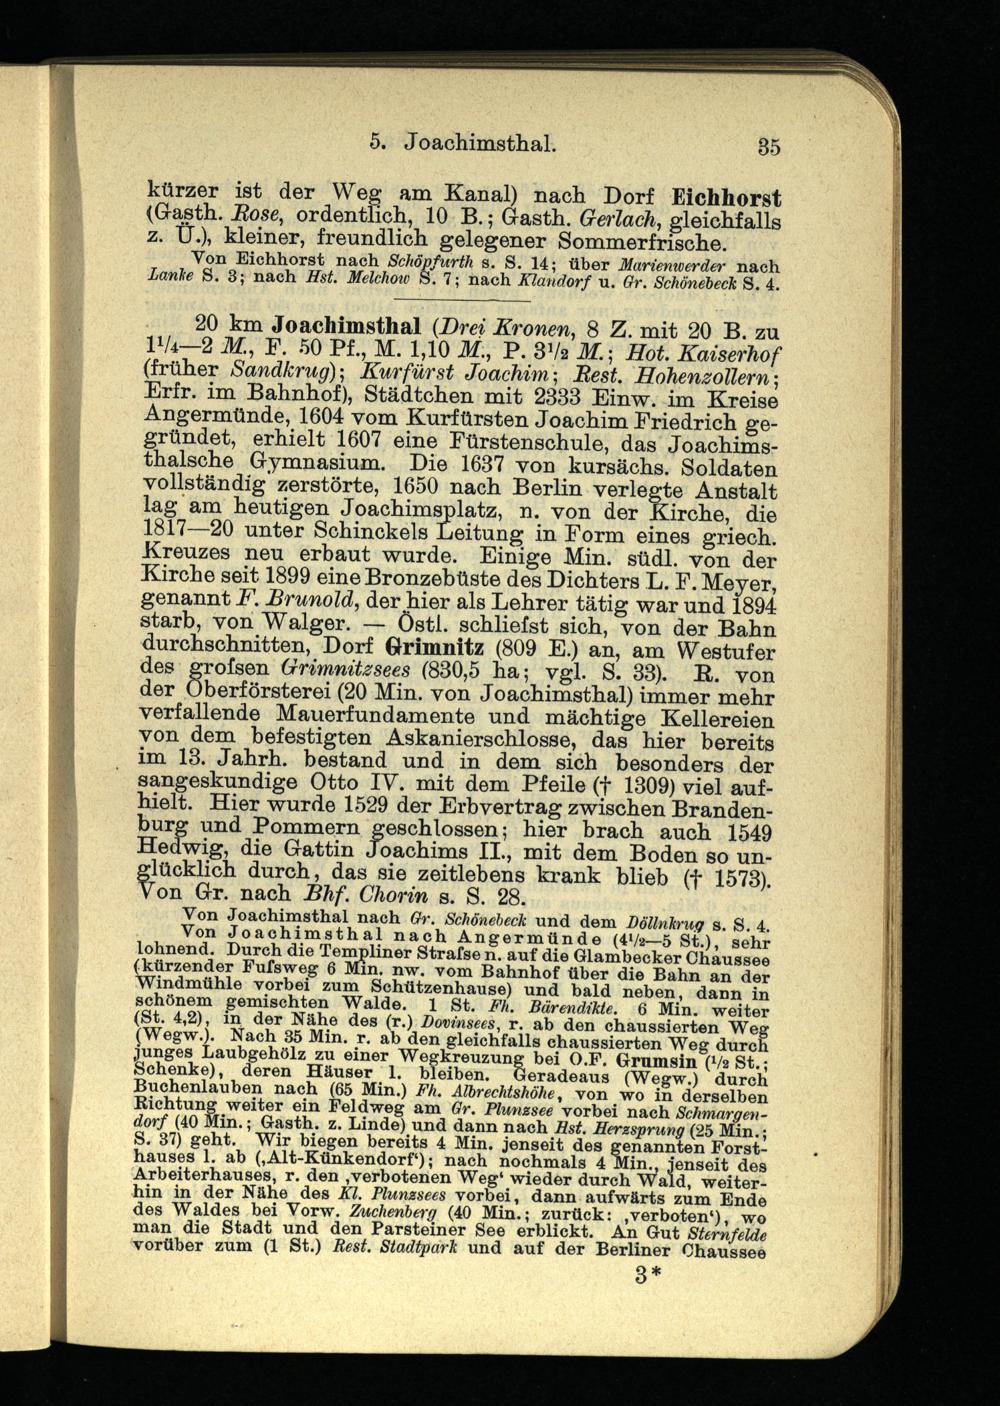 5. Joachimsthal. 35
kürzer ist der Weg am Kanal) nach Dorf Eichhorst
(Gasth. Rose, ordentlich, 10 B.; Gasth. Gerlach, gleichfalls
z. Ü.), kleiner, freundlich gelegener Sommerfrische.
Von Eichhorst nach Schöpfurth s. S. 14; über Marienwerder nach
Lanke S. 3; nach Hst. Melchow S. 7; nach Klandorf u. Gr. Schönebeck S. 4.
20 km Joachimsthal (Drei Kronen, 8 Z. mit 20 B. zu
1¹/₄—2 M., F. 50 Pf., M. 1,10 M., P. 3¹/₂ M.; Hot. Kaiserhof
(früher Sandkrug); Kurfürst Joachim; Rest. Hohenzollern;
Erfr. im Bahnhof), Städtchen mit 2333 Einw. im Kreise
Angermünde, 1604 vom Kurfürsten Joachim Friedrich ge-
gründet, erhielt 1607 eine Fürstenschule, das Joachims-
thalsche Gymnasium. Die 1637 von kursächs. Soldaten
vollständig zerstörte, 1650 nach Berlin verlegte Anstalt
lag am heutigen Joachimsplatz, n. von der Kirche, die
1817—20 unter Schinckels Leitung in Form eines griech.
Kreuzes neu erbaut wurde. Einige Min. südl. von der
Kirche seit 1899 eine Bronzebüste des Dichters L. F. Meyer,
genannt F. Brunold, der hier als Lehrer tätig war und 1894
starb, von Walger. — Östl. schliefst sich, von der Bahn
durchschnitten, Dorf Grimnitz (809 E.) an, am Westufer
des grofsen Grimnitzsees (830,5 ha; vgl. S. 33). R. von
der Oberförsterei (20 Min. von Joachimsthal) immer mehr
verfallende Mauerfundamente und mächtige Kellereien
von dem befestigten Askanierschlosse, das hier bereits
im 13. Jahrh. bestand und in dem sich besonders der
sangeskundige Otto IV. mit dem Pfeile († 1309) viel auf-
hielt. Hier wurde 1529 der Erbvertrag zwischen Branden-
burg und Pommern geschlossen; hier brach auch 1549
Hedwig, die Gattin Joachims II., mit dem Boden so un-
glücklich durch, das sie zeitlebens krank blieb († 1573).
Von Gr. nach Bhf. Chorin s. S. 28.
Von Joachimsthal nach Gr. Schönebeck und dem Döllnkrug s. S. 4.
Von Joachimsthal nach Angermünde (4¹/₂—5 St.), sehr
lohnend. Durch die Templiner Strafse n. auf die Glambecker Chaussee
(kürzender Fufsweg 6 Min. nw. vom Bahnhof über die Bahn an der
Windmühle vorbei zum Schützenhause) und bald neben, dann in
schönem gemischten Walde. 1 St. Fh. Bärendikte. 6 Min. weiter
(St. 4,2), in der Nähe des (r.) Dovinsees, r. ab den chaussierten Weg
(Wegw.). Nach 35 Min. r. ab den gleichfalls chaussierten Weg durch
junges Laubgehölz zu einer Wegkreuzung bei O.F. Grumsin (¹/₂ St.;
Schenke), deren Häuser l. bleiben. Geradeaus (Wegw.) durch
Buchenlauben nach (65 Min.) Fh. Albrechtshöhe, von wo in derselben
Richtung weiter ein Feldweg am Gr. Plunzsee vorbei nach Schmargen-
dorf (40 Min.; Gasth. z. Linde) und dann nach Hst. Herzsprung (25 Min.;
S. 37) geht. Wir biegen bereits 4 Min. jenseit des genannten Forst-
hauses l. ab (‚Alt-Künkendorf‘); nach nochmals 4 Min., jenseit des
Arbeiterhauses, r. den ‚verbotenen Weg‘ wieder durch Wald, weiter-
hin in der Nähe des Kl. Plunzsees vorbei, dann aufwärts zum Ende
des Waldes bei Vorw. Zuchenberg (40 Min.; zurück: ‚verboten‘), wo
man die Stadt und den Parsteiner See erblickt. An Gut Sternfelde
vorüber zum (1 St.) Rest. Stadtpark und auf der Berliner Chaussee
3*